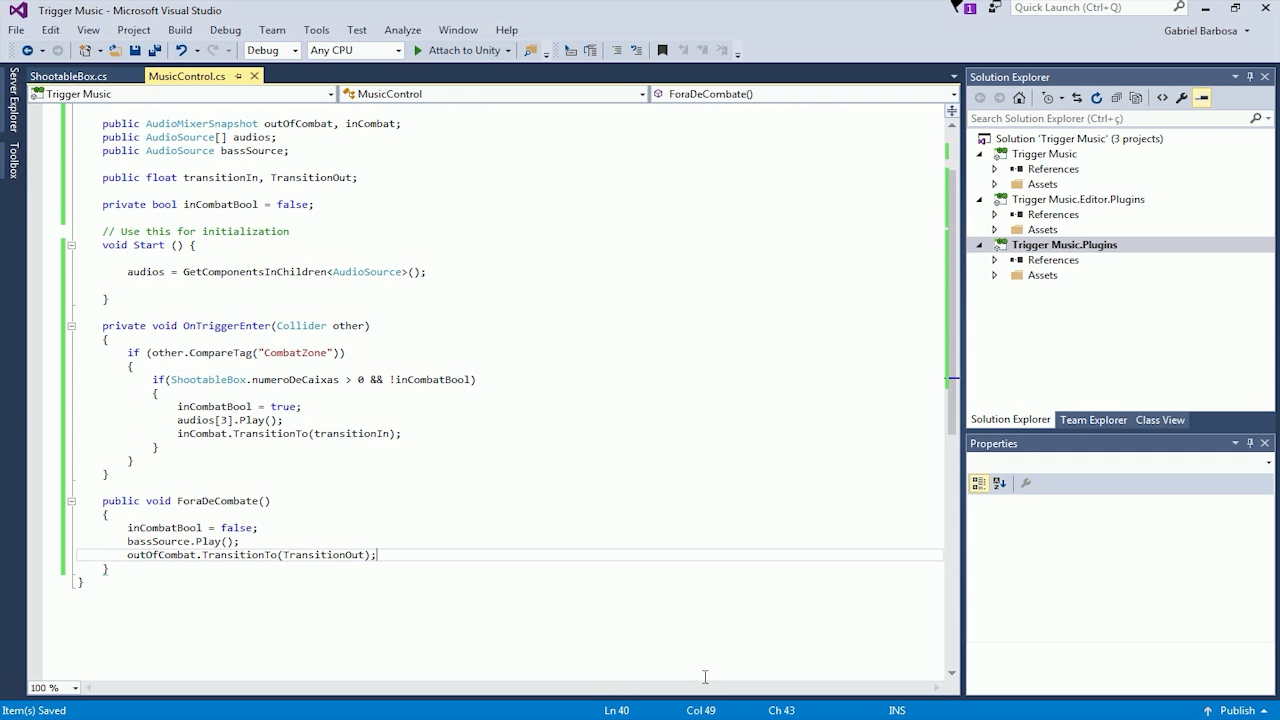 Trigger Music - Microsoft Visual Studio
1
Quick Launch (Ctrl+Q)
File Edit View Project Build Debug Team Tools Test Analyze Window Help
Gabriel Barbosa
Debug Any CPU Attach to Unity
Server Explorer
Toolbox
ShootableBox.cs MusicControl.cs
Trigger Music MusicControl ForaDeCombate()
public AudioMixerSnapshot outOfCombat, inCombat;
public AudioSource[] audios;
public AudioSource bassSource;
public float transitionIn, TransitionOut;
private bool inCombatBool = false;
// Use this for initialization
void Start () {
audios = GetComponentsInChildren<AudioSource>();
}
private void OnTriggerEnter(Collider other)
{
if (other.CompareTag("CombatZone"))
{
if(ShootableBox.numeroDeCaixas > 0 && !inCombatBool)
{
inCombatBool = true;
audios[3].Play();
inCombat.TransitionTo(transitionIn);
}
}
}
public void ForaDeCombate()
{
inCombatBool = false;
bassSource.Play();
outOfCombat.TransitionTo(TransitionOut);
}
}
100 %
Solution Explorer
Search Solution Explorer (Ctrl+ç)
Solution 'Trigger Music' (3 projects)
Trigger Music
References
Assets
Trigger Music.Editor.Plugins
References
Assets
Trigger Music.Plugins
References
Assets
Solution Explorer Team Explorer Class View
Properties
Item(s) Saved Ln 40 Col 49 Ch 43 INS Publish